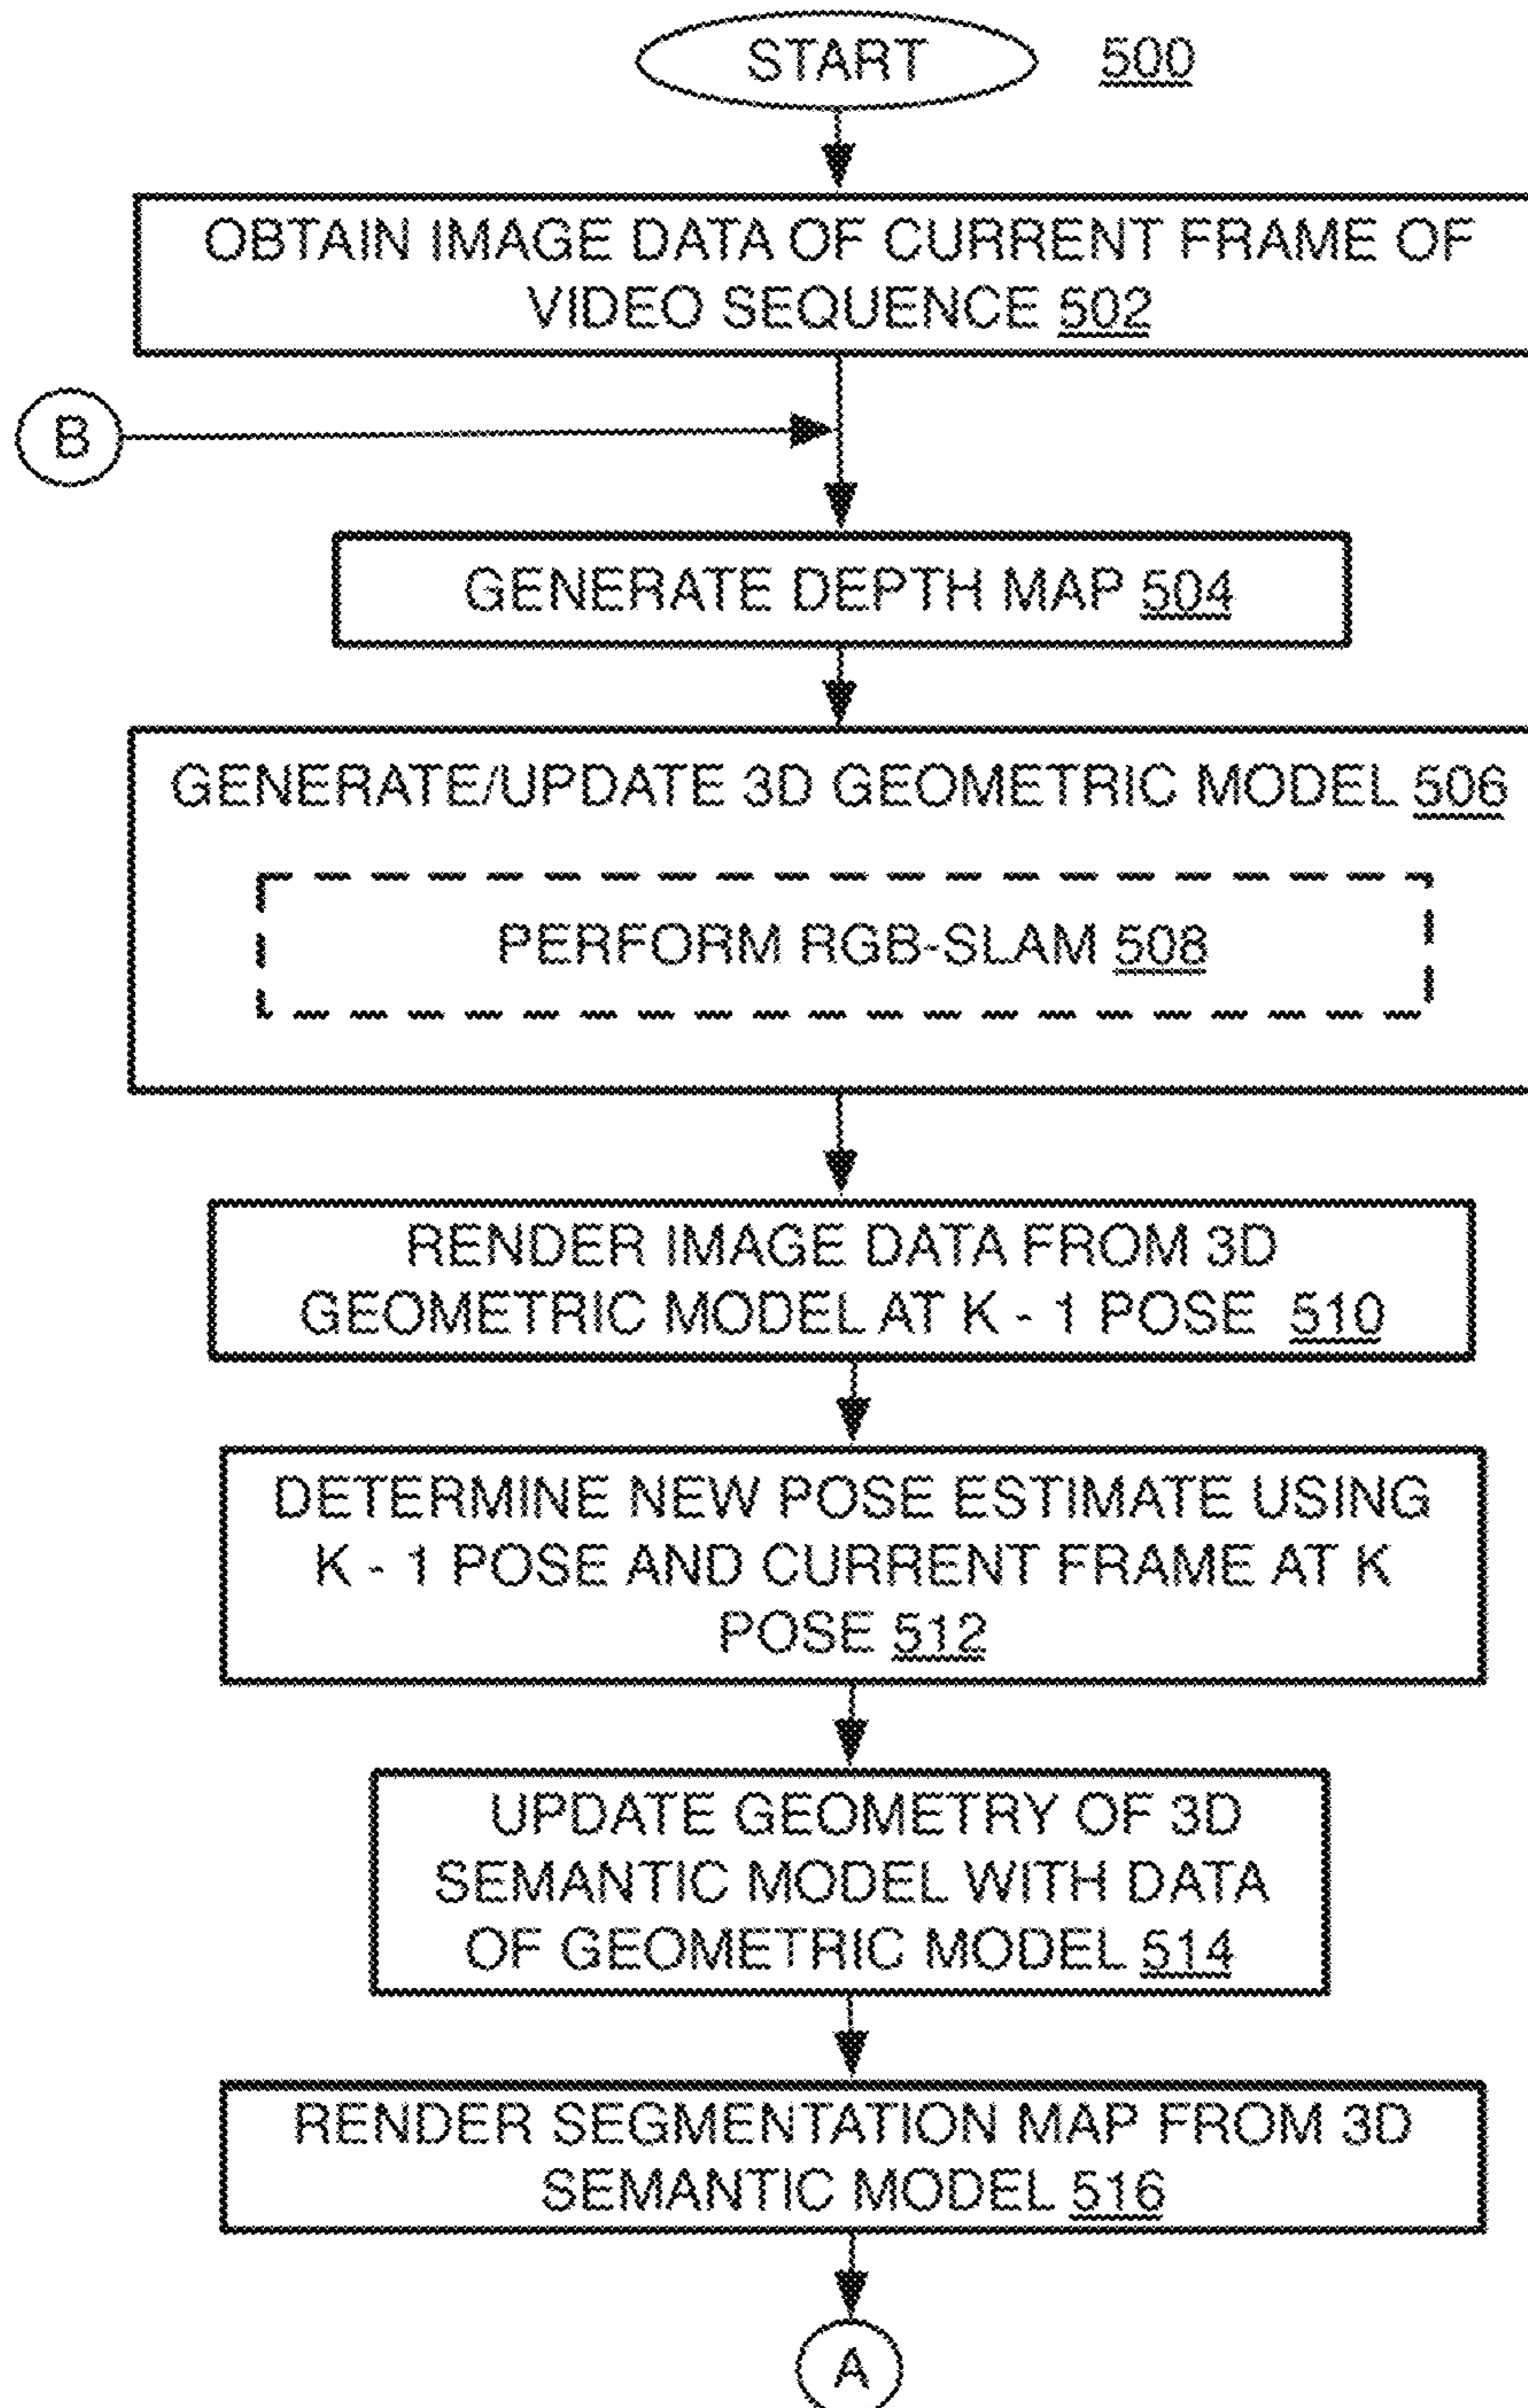 START 500
OBTAIN IMAGE DATA OF CURRENT FRAME OF
VIDEO SEQUENCE 502
B
GENERATE DEPTH MAP 504
GENERATE/UPDATE 3D GEOMETRIC MODEL 506
PERFORM RGB-SLAM 508
RENDER IMAGE DATA FROM 3D
GEOMETRIC MODEL AT K - 1 POSE 510
DETERMINE NEW POSE ESTIMATE USING
K - 1 POSE AND CURRENT FRAME AT K
POSE 512
UPDATE GEOMETRY OF 3D
SEMANTIC MODEL WITH DATA
OF GEOMETRIC MODEL 514
RENDER SEGMENTATION MAP FROM 3D
SEMANTIC MODEL 516
A